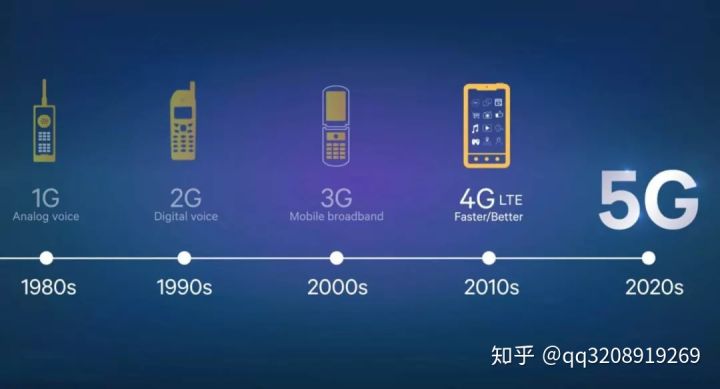 1G
Analog voice
2G
Digital voice
3G
Mobile broadband
4G LTE
Faster/Better
5G
1980s
1990s
2000s
2010s
2020s
知乎 @qq3208919269